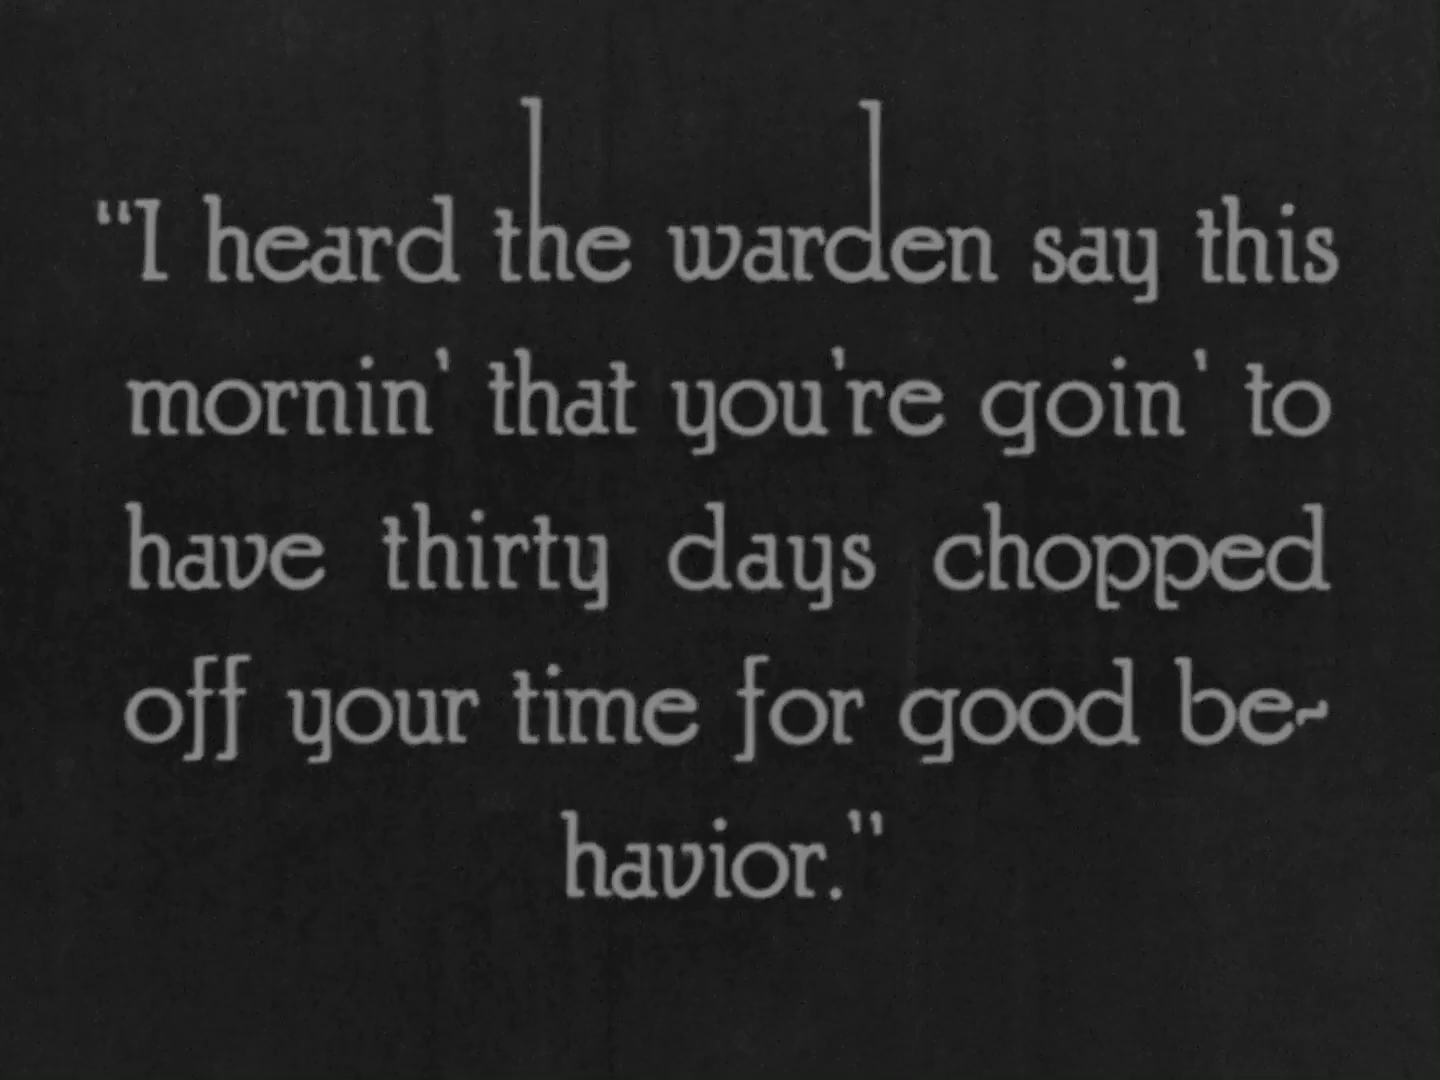 "I heard the warden say this
mornin' that you're goin' to
have thirty days chopped
off your time for good be-
havior."